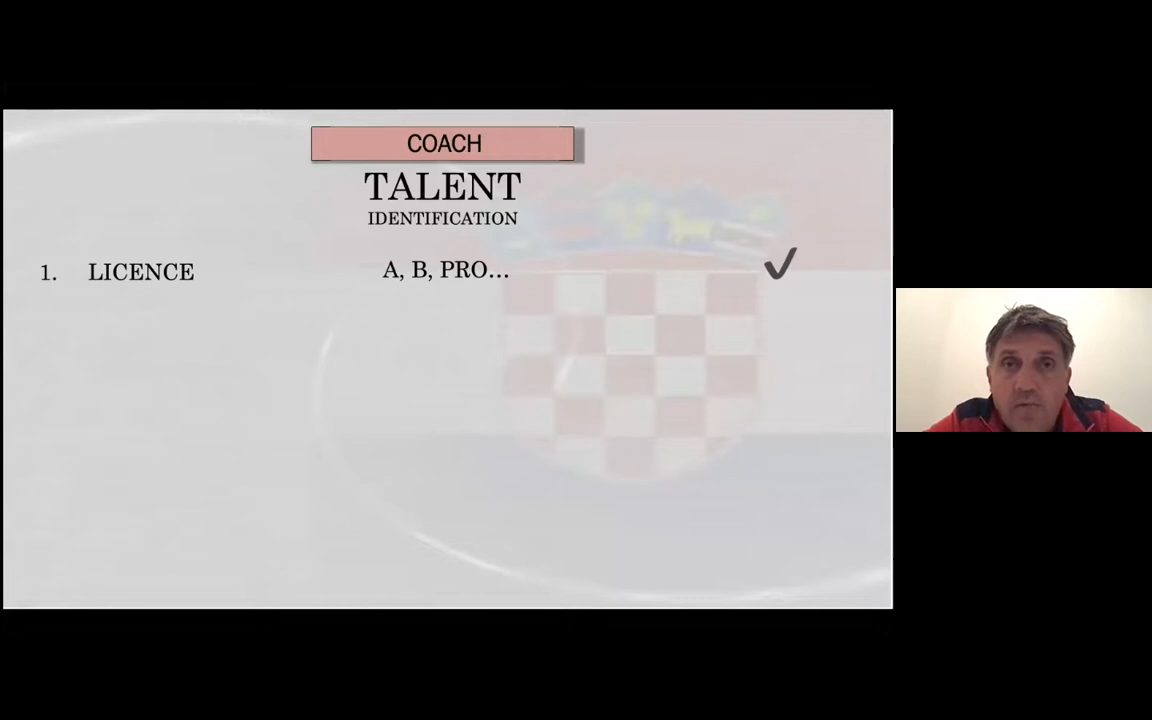 COACH
TALENT
IDENTIFICATION
1. LICENCE A, B, PRO... ✓